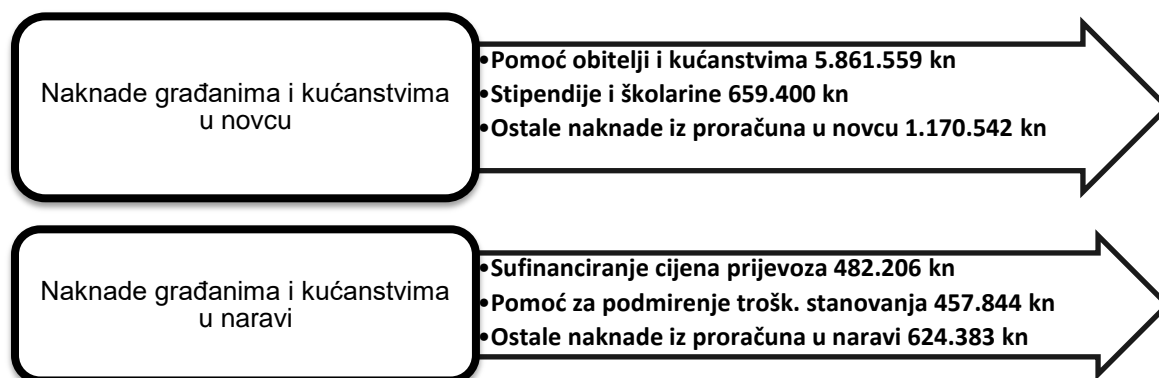 Naknade građanima i kućanstvima
u novcu
•Pomoć obitelji i kućanstvima 5.861.559 kn
•Stipendije i školarine 659.400 kn
•Ostale naknade iz proračuna u novcu 1.170.542 kn
Naknade građanima i kućanstvima
u naravi
•Sufinanciranje cijena prijevoza 482.206 kn
•Pomoć za podmirenje trošk. stanovanja 457.844 kn
•Ostale naknade iz proračuna u naravi 624.383 kn